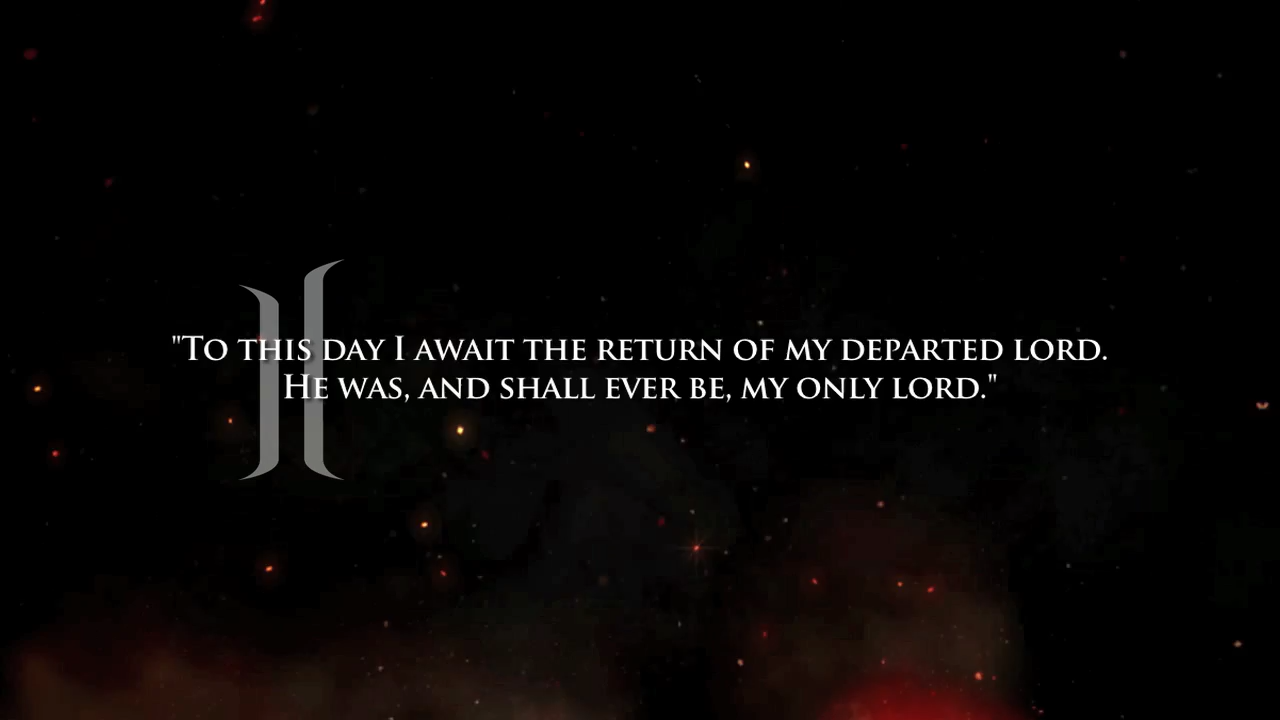 "To this day I await the return of my departed lord.
He was, and shall ever be, my only lord."